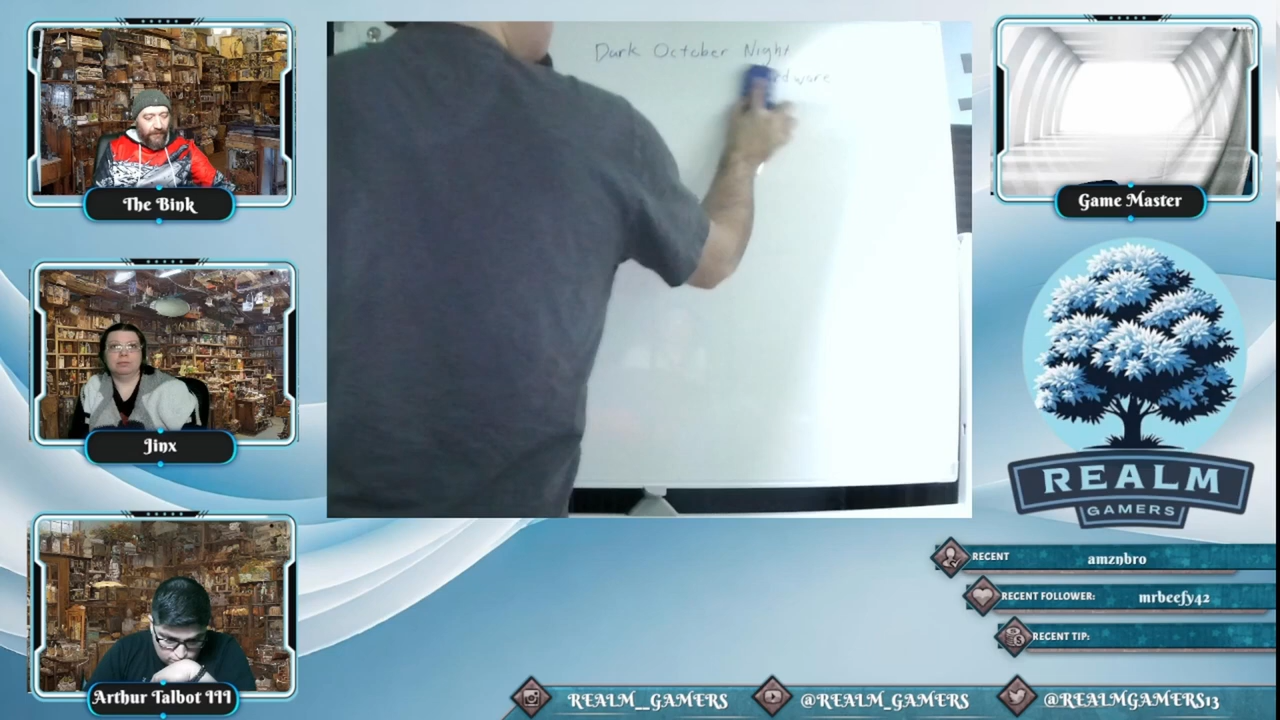 Dark October Night
The Bink
Game Master
Jinx
REALM
GAMERS
RECENT
amznbro
RECENT FOLLOWER:
mrbeefy42
RECENT TIP:
Arthur Talbot III
REALM__GAMERS
@REALM_GAMERS
@REALMGAMERS13